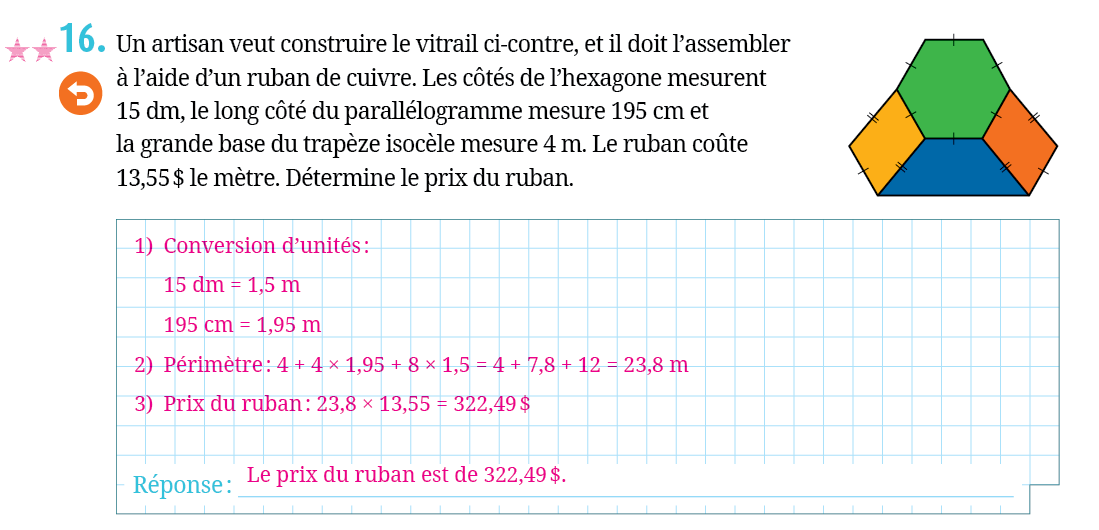 16. Un artisan veut construire le vitrail ci-contre, et il doit l’assembler
à l’aide d’un ruban de cuivre. Les côtés de l’hexagone mesurent
15 dm, le long côté du parallélogramme mesure 195 cm et
la grande base du trapèze isocèle mesure 4 m. Le ruban coûte
13,55 $ le mètre. Détermine le prix du ruban.
1) Conversion d’unités :
15 dm = 1,5 m
195 cm = 1,95 m
2) Périmètre : 4 + 4 × 1,95 + 8 × 1,5 = 4 + 7,8 + 12 = 23,8 m
3) Prix du ruban : 23,8 × 13,55 = 322,49 $
Réponse : Le prix du ruban est de 322,49 $.